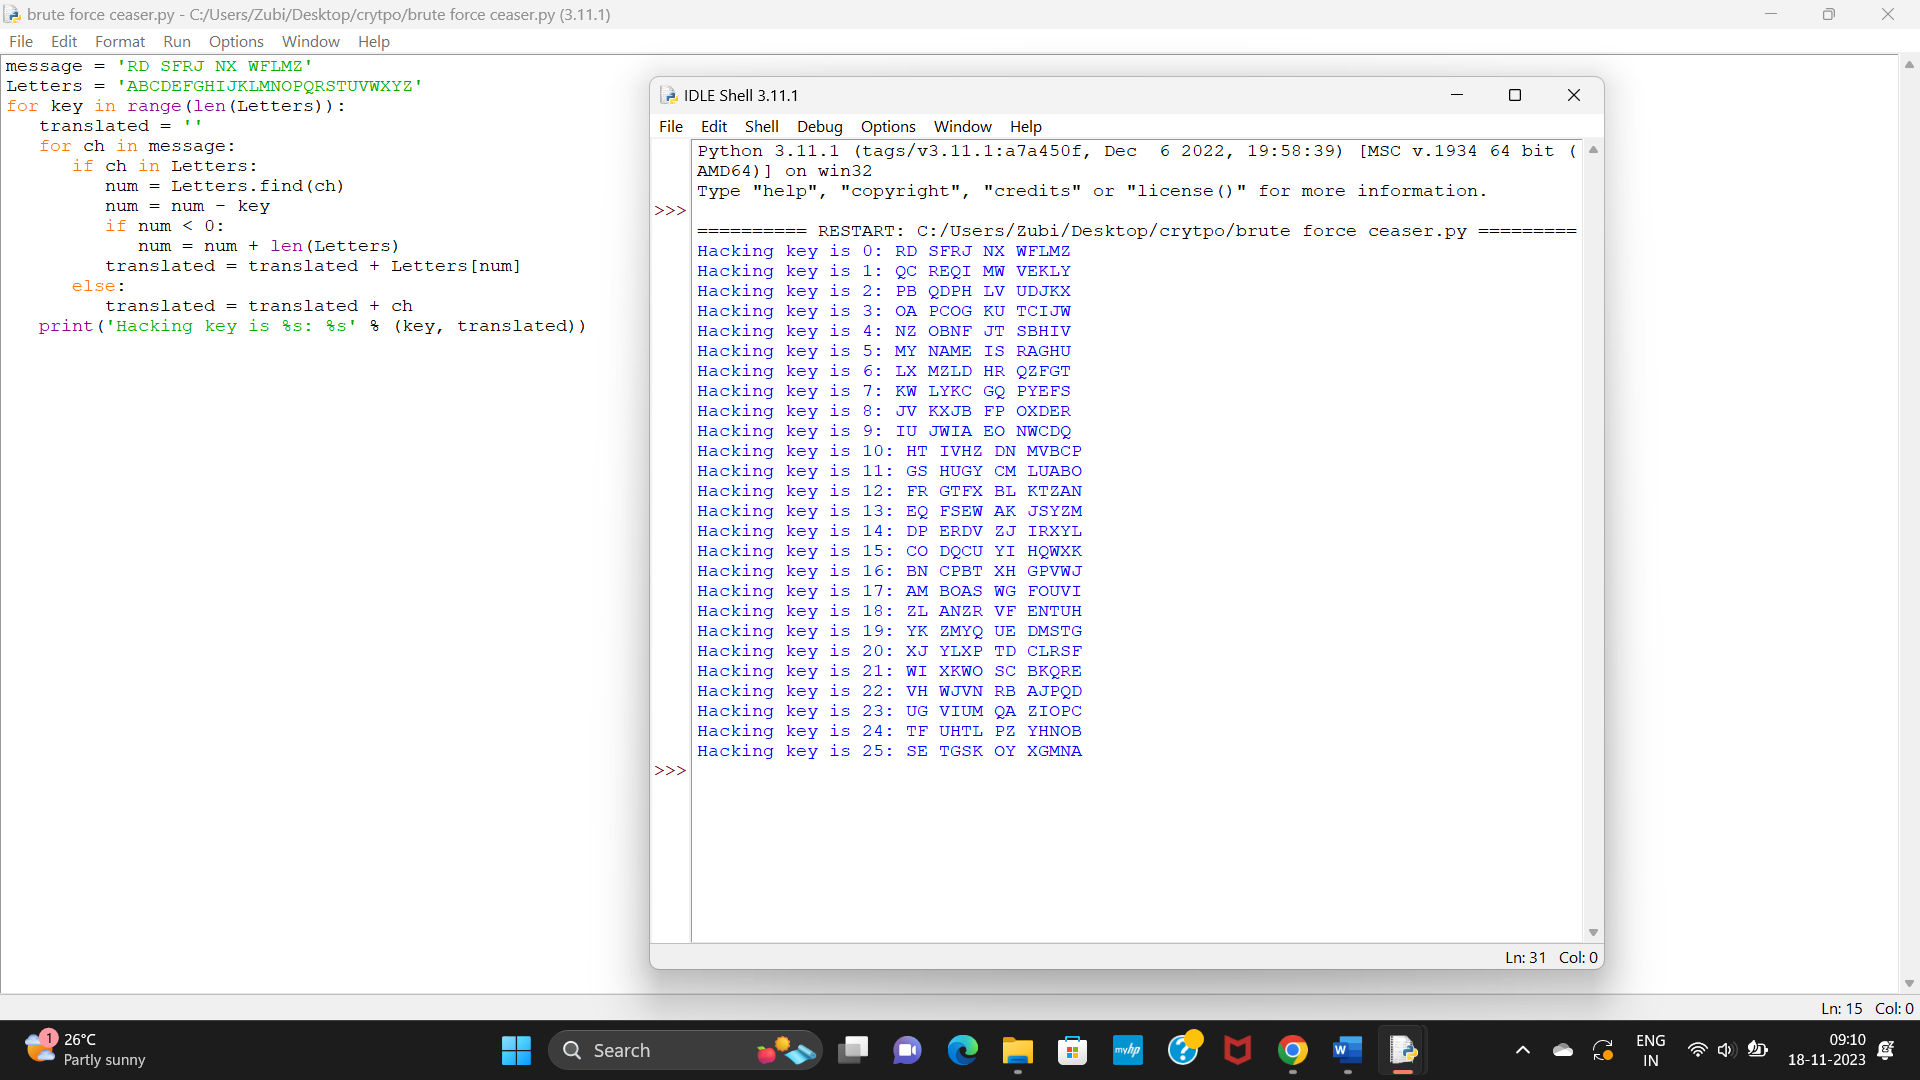 brute force ceaser.py - C:/Users/Zubi/Desktop/crytpo/brute force ceaser.py (3.11.1)
File Edit Format Run Options Window Help
message = 'RD SFRJ NX WFLMZ'
Letters = 'ABCDEFGHIJKLMNOPQRSTUVWXYZ'
for key in range(len(Letters)):
   translated = ''
   for ch in message:
      if ch in Letters:
         num = Letters.find(ch)
         num = num - key
         if num < 0:
            num = num + len(Letters)
         translated = translated + Letters[num]
      else:
         translated = translated + ch
   print('Hacking key is %s: %s' % (key, translated))
Ln: 15 Col: 0
IDLE Shell 3.11.1
File Edit Shell Debug Options Window Help
Python 3.11.1 (tags/v3.11.1:a7a450f, Dec  6 2022, 19:58:39) [MSC v.1934 64 bit (
AMD64)] on win32
Type "help", "copyright", "credits" or "license()" for more information.
>>>
========== RESTART: C:/Users/Zubi/Desktop/crytpo/brute force ceaser.py =========
Hacking key is 0: RD SFRJ NX WFLMZ
Hacking key is 1: QC REQI MW VEKLY
Hacking key is 2: PB QDPH LV UDJKX
Hacking key is 3: OA PCOG KU TCIJW
Hacking key is 4: NZ OBNF JT SBHIV
Hacking key is 5: MY NAME IS RAGHU
Hacking key is 6: LX MZLD HR QZFGT
Hacking key is 7: KW LYKC GQ PYEFS
Hacking key is 8: JV KXJB FP OXDER
Hacking key is 9: IU JWIA EO NWCDQ
Hacking key is 10: HT IVHZ DN MVBCP
Hacking key is 11: GS HUGY CM LUABO
Hacking key is 12: FR GTFX BL KTZAN
Hacking key is 13: EQ FSEW AK JSYZM
Hacking key is 14: DP ERDV ZJ IRXYL
Hacking key is 15: CO DQCU YI HQWXK
Hacking key is 16: BN CPBT XH GPVWJ
Hacking key is 17: AM BOAS WG FOUVI
Hacking key is 18: ZL ANZR VF ENTUH
Hacking key is 19: YK ZMYQ UE DMSTG
Hacking key is 20: XJ YLXP TD CLRSF
Hacking key is 21: WI XKWO SC BKQRE
Hacking key is 22: VH WJVN RB AJPQD
Hacking key is 23: UG VIUM QA ZIOPC
Hacking key is 24: TF UHTL PZ YHNOB
Hacking key is 25: SE TGSK OY XGMNA
>>>
Ln: 31 Col: 0
1
26°C
Partly sunny
Search
myhp
?
W
ENG
IN
09:10
18-11-2023